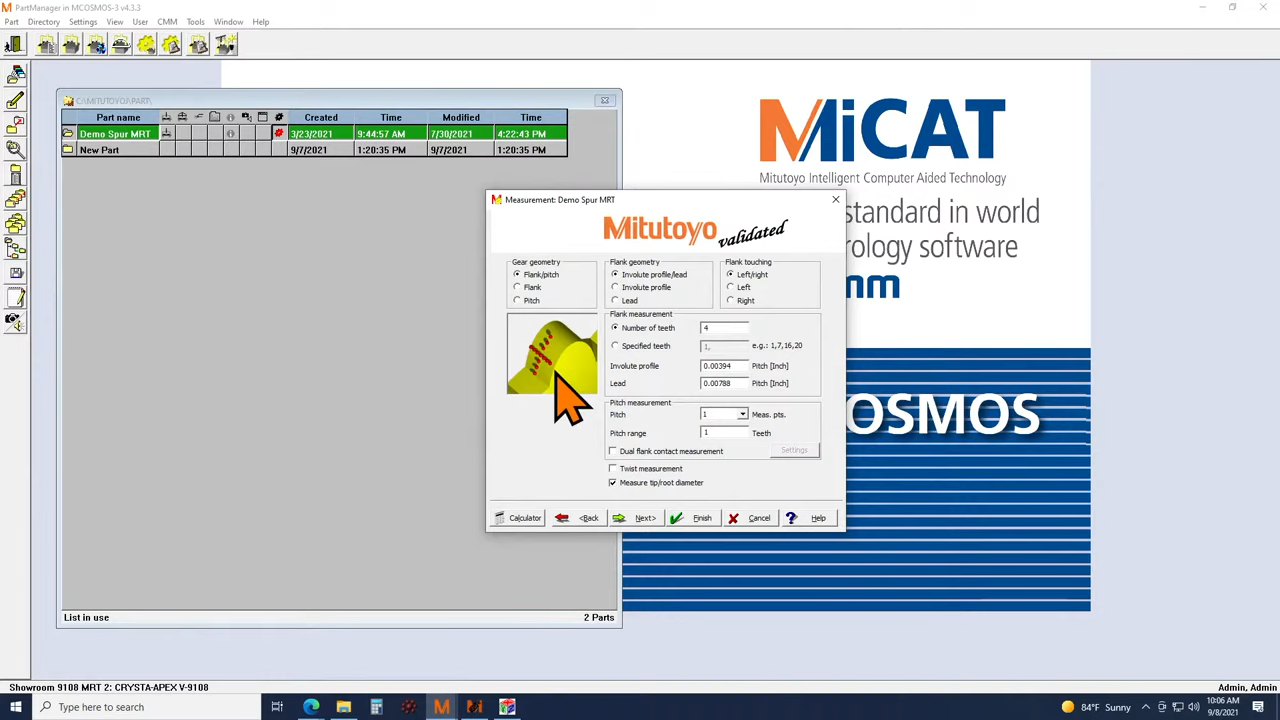 PartManager in MCOSMOS-3 v4.3.3
Part Directory Settings View User CMM Tools Window Help
C:\MITUTOYO\PART\
Part name Created Time Modified Time
Demo Spur MRT 3/23/2021 9:44:57 AM 7/30/2021 4:22:43 PM
New Part 9/7/2021 1:20:35 PM 9/7/2021 1:20:35 PM
MiCAT
Mitutoyo Intelligent Computer Aided Technology
standard in world
rology software
mm
COSMOS
Measurement: Demo Spur MRT
Mitutoyo validated
Gear geometry Flank geometry Flank touching
Flank/pitch Involute profile/lead Left/right
Flank Involute profile Left
Pitch Lead Right
Flank measurement
Number of teeth 4
Specified teeth 1, e.g.: 1,7,16,20
Involute profile 0.00394 Pitch [Inch]
Lead 0.00788 Pitch [Inch]
Pitch measurement
Pitch 1 Meas. pts.
Pitch range 1 Teeth
Dual flank contact measurement Settings
Twist measurement
Measure tip/root diameter
Calculator <Back Next> Finish Cancel Help
List in use 2 Parts
Showroom 9108 MRT 2: CRYSTA-APEX V-9108 Admin, Admin
Type here to search 84°F Sunny 10:06 AM
9/8/2021